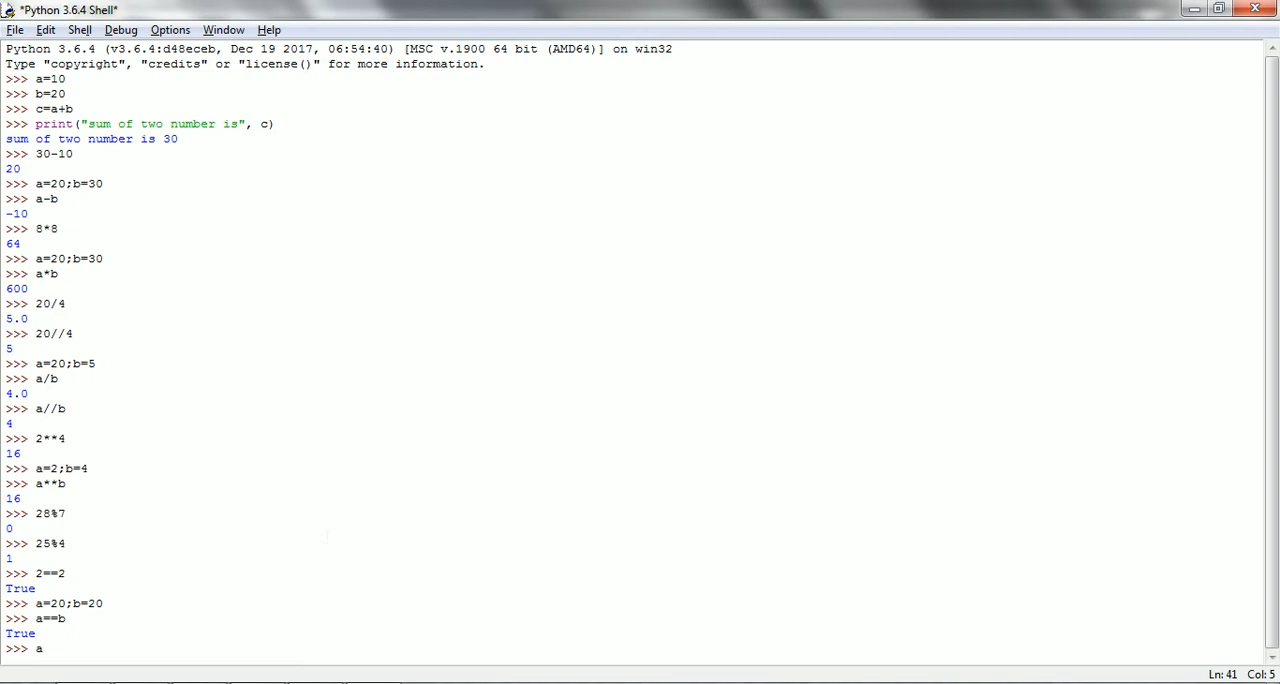 *Python 3.6.4 Shell*
File Edit Shell Debug Options Window Help
Python 3.6.4 (v3.6.4:d48eceb, Dec 19 2017, 06:54:40) [MSC v.1900 64 bit (AMD64)] on win32
Type "copyright", "credits" or "license()" for more information.
>>> a=10
>>> b=20
>>> c=a+b
>>> print("sum of two number is", c)
sum of two number is 30
>>> 30-10
20
>>> a=20;b=30
>>> a-b
-10
>>> 8*8
64
>>> a=20;b=30
>>> a*b
600
>>> 20/4
5.0
>>> 20//4
5
>>> a=20;b=5
>>> a/b
4.0
>>> a//b
4
>>> 2**4
16
>>> a=2;b=4
>>> a**b
16
>>> 28%7
0
>>> 25%4
1
>>> 2==2
True
>>> a=20;b=20
>>> a==b
True
>>> a
Ln: 41 Col: 5